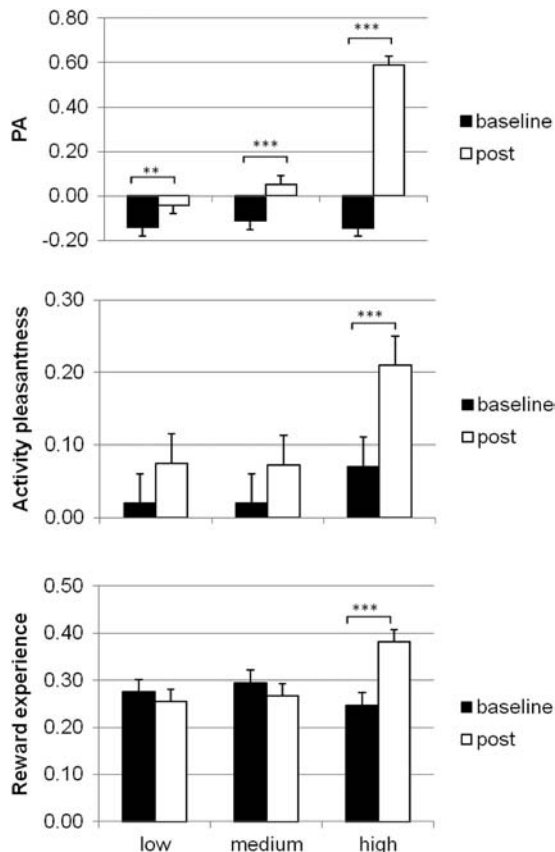 0.80
0.60
0.40
0.20
0.00
-0.20
PA
**
***
***
baseline
post
0.30
0.20
0.10
0.00
Activity pleasantness
***
baseline
post
0.50
0.40
0.30
0.20
0.10
0.00
Reward experience
***
baseline
post
low medium high